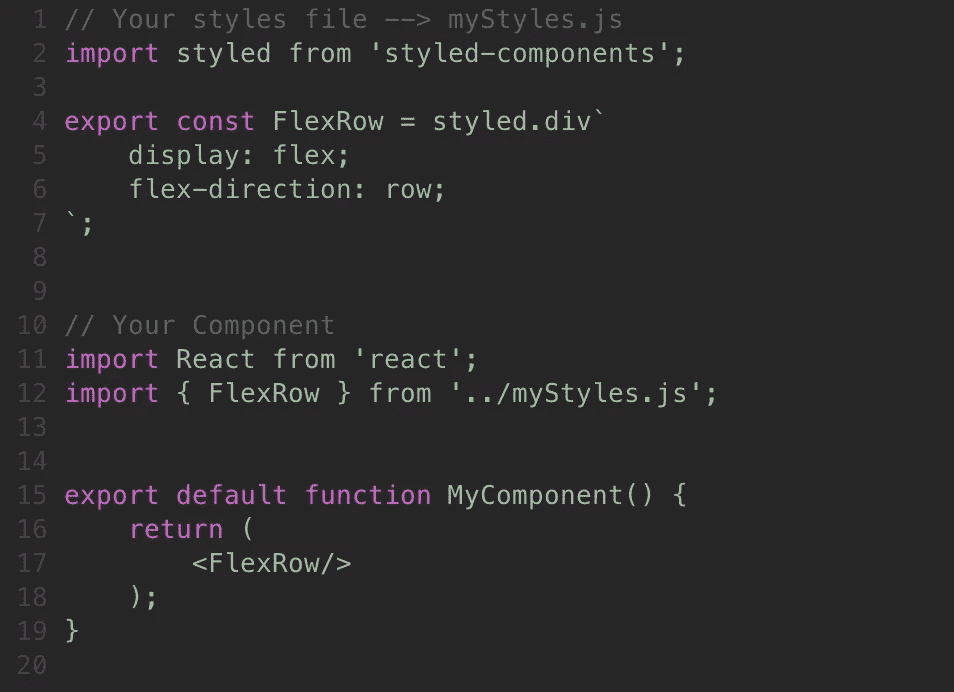 1 // Your styles file --> myStyles.js
2 import styled from 'styled-components';
3
4 export const FlexRow = styled.div`
5     display: flex;
6     flex-direction: row;
7 `;
8
9
10 // Your Component
11 import React from 'react';
12 import { FlexRow } from '../myStyles.js';
13
14
15 export default function MyComponent() {
16     return (
17         <FlexRow/>
18     );
19 }
20